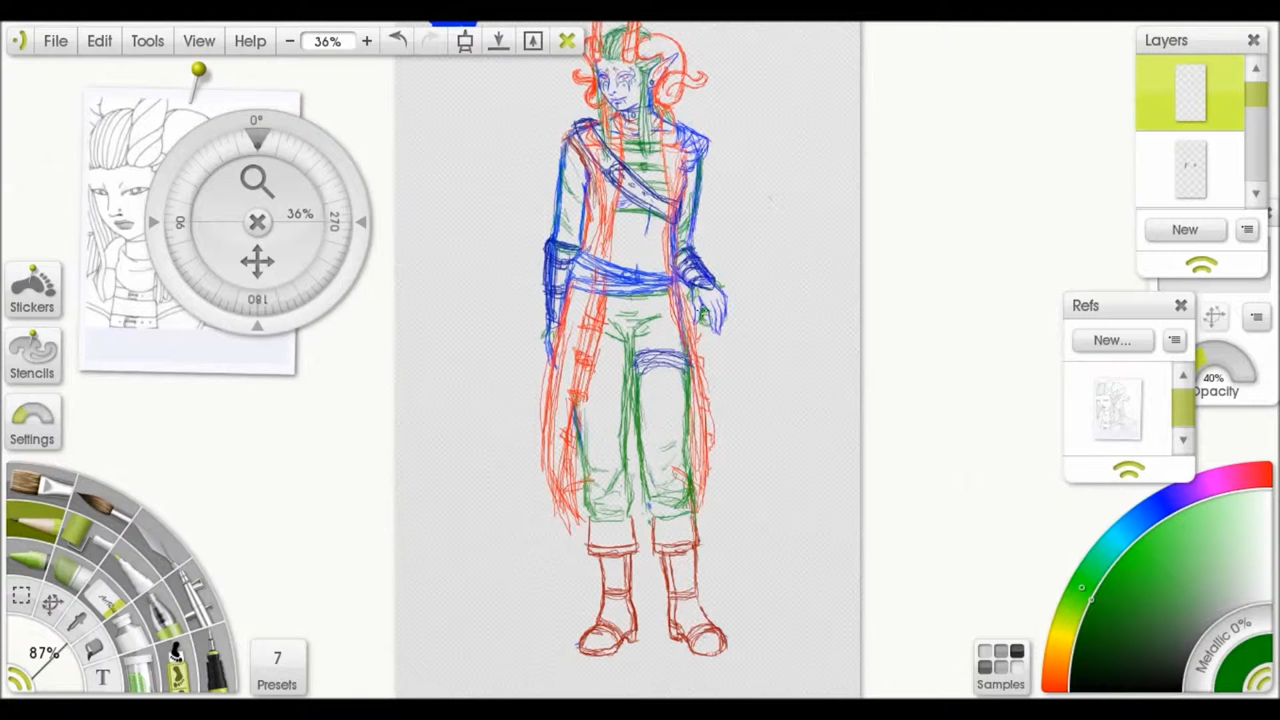 File Edit Tools View Help − 36% +
Layers
New
Refs
New...
0°
36%
90
270
180
Stickers
Stencils
Settings
40%
Opacity
87%
T
7
Presets
Samples
Metallic 0%